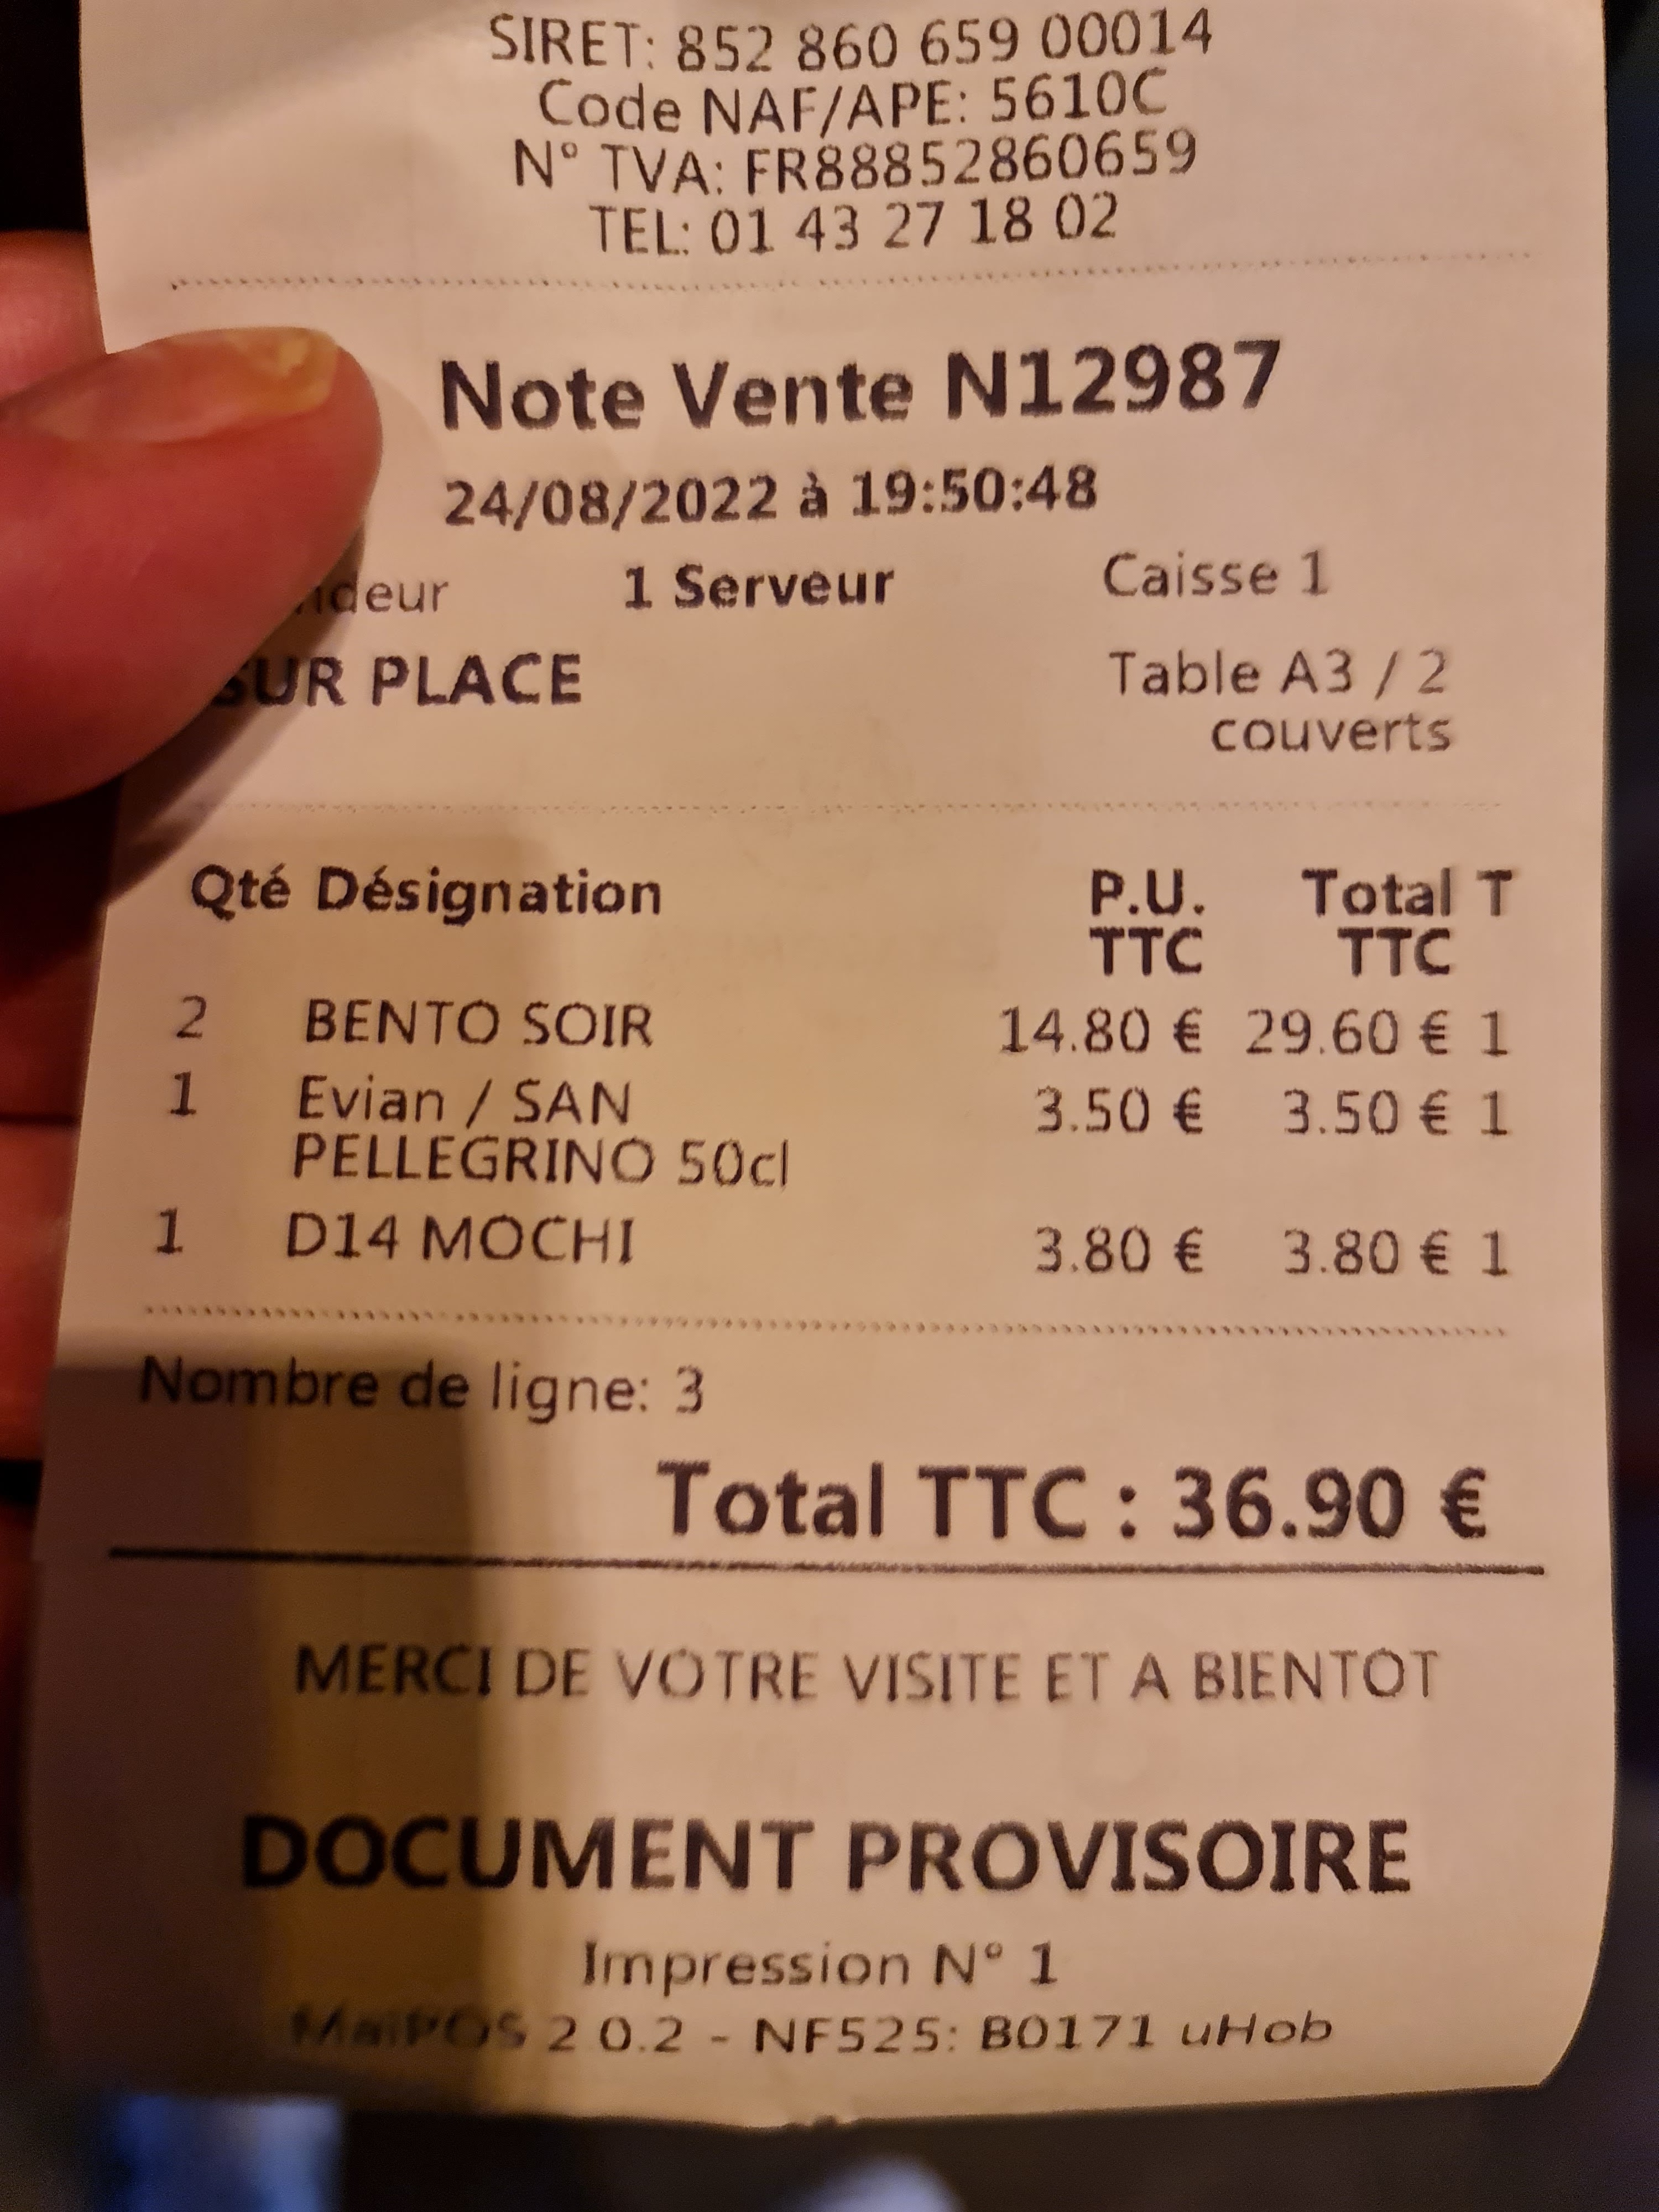 SIRET: 852 860 659 00014
Code NAF/APE: 5610C
N° TVA: FR88852860659
TEL: 01 43 27 18 02
Note Vente N12987
24/08/2022 à 19:50:48
1 Serveur Caisse 1
SUR PLACE Table A3 / 2
couverts
Qté Désignation P.U. Total T
TTC TTC
2 BENTO SOIR 14.80 € 29.60 € 1
1 Evian / SAN 3.50 € 3.50 € 1
PELLEGRINO 50cl
1 D14 MOCHI 3.80 € 3.80 € 1
Nombre de ligne: 3
Total TTC : 36.90 €
MERCI DE VOTRE VISITE ET A BIENTOT
DOCUMENT PROVISOIRE
Impression N° 1
2 0.2 - NF525: B0171 uHob